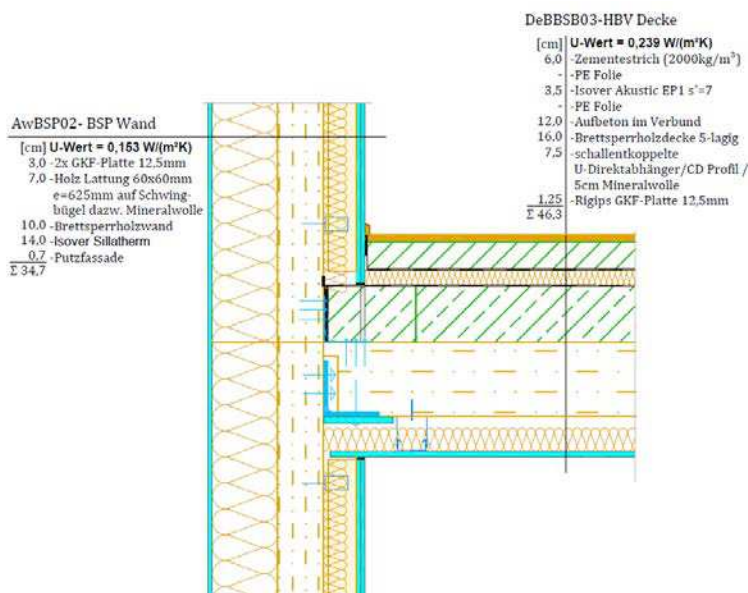 DeBBSB03-HBV Decke
[cm] U-Wert = 0,239 W/(m²K)
6,0 -Zementestrich (2000kg/m³)
- -PE Folie
3,5 -Isover Akustic EP1 s'=7
- -PE Folie
12,0 -Aufbeton im Verbund
16,0 -Brettsperrholzdecke 5-lagig
7,5 -schallentkoppelte
U-Direktabhänger/CD Profil /
5cm Mineralwolle
1,25 -Rigips GKF-Platte 12,5mm
Σ 46,3
AwBSP02- BSP Wand
[cm] U-Wert = 0,153 W/(m²K)
3,0 -2x GKF-Platte 12,5mm
7,0 -Holz Lattung 60x60mm
e=625mm auf Schwing-
bügel dazw. Mineralwolle
10,0 -Brettsperrholzwand
14,0 -Isover Sillatherm
0,7 -Putzfassade
Σ 34,7